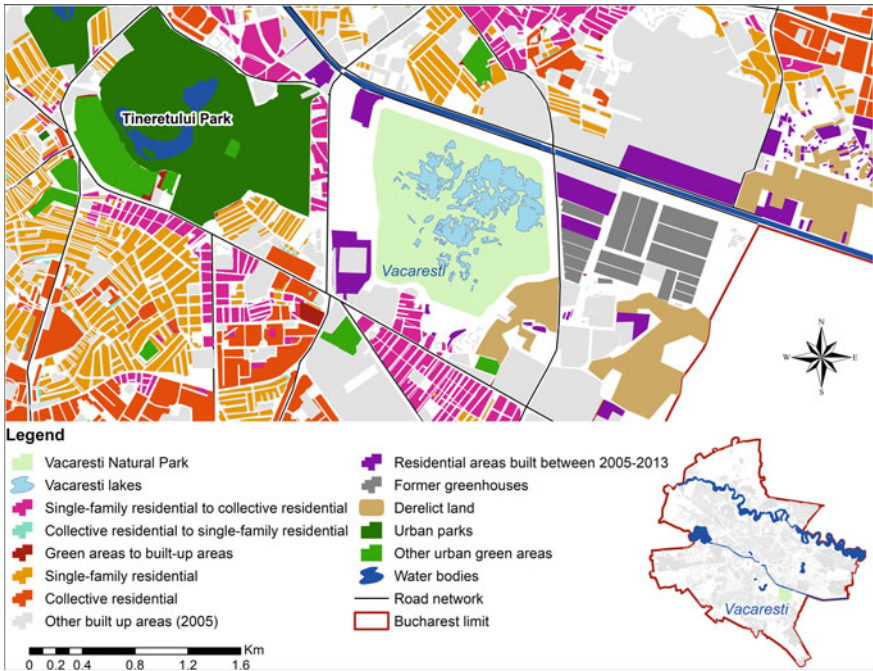 Tineretului Park
Vacaresti
N
W E
S
Legend
Vacaresti Natural Park
Vacaresti lakes
Single-family residential to collective residential
Collective residential to single-family residential
Green areas to built-up areas
Single-family residential
Collective residential
Other built up areas (2005)
Residential areas built between 2005-2013
Former greenhouses
Derelict land
Urban parks
Other urban green areas
Water bodies
Road network
Bucharest limit
Vacaresti
Km
0 0.2 0.4 0.8 1.2 1.6